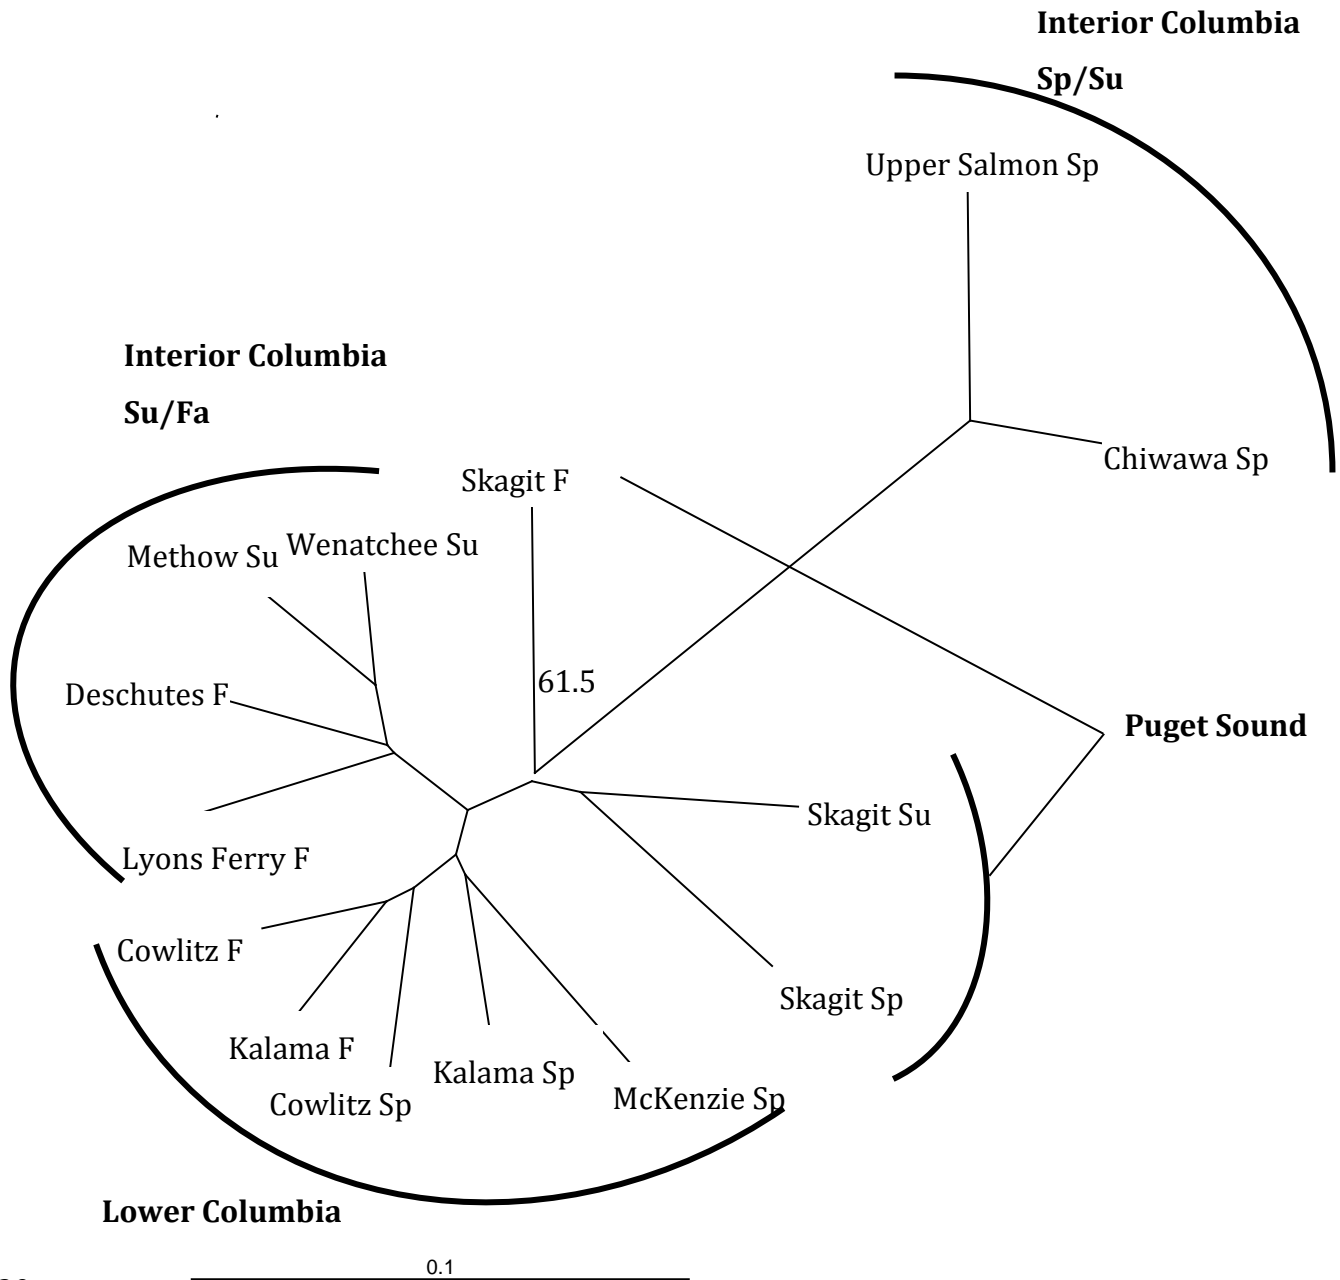 Interior Columbia
Sp/Su
Upper Salmon Sp
Interior Columbia
Su/Fa
Chiwawa Sp
Skagit F
Wenatchee Su
Methow Su
61.5
Deschutes F
Puget Sound
Skagit Su
Lyons Ferry F
Cowlitz F
Skagit Sp
Kalama F
Kalama Sp
McKenzie Sp
Cowlitz Sp
Lower Columbia
0.1